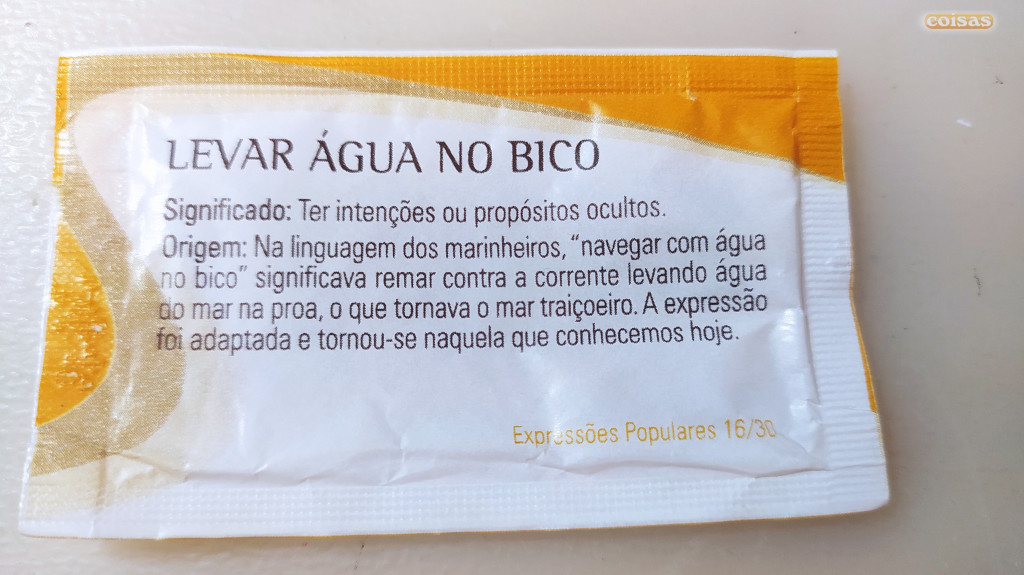 coisas
LEVAR ÁGUA NO BICO
Significado: Ter intenções ou propósitos ocultos.
Origem: Na linguagem dos marinheiros, “navegar com água
no bico” significava remar contra a corrente levando água
do mar na proa, o que tornava o mar traiçoeiro. A expressão
foi adaptada e tornou-se naquela que conhecemos hoje.
Expressões Populares 16/30